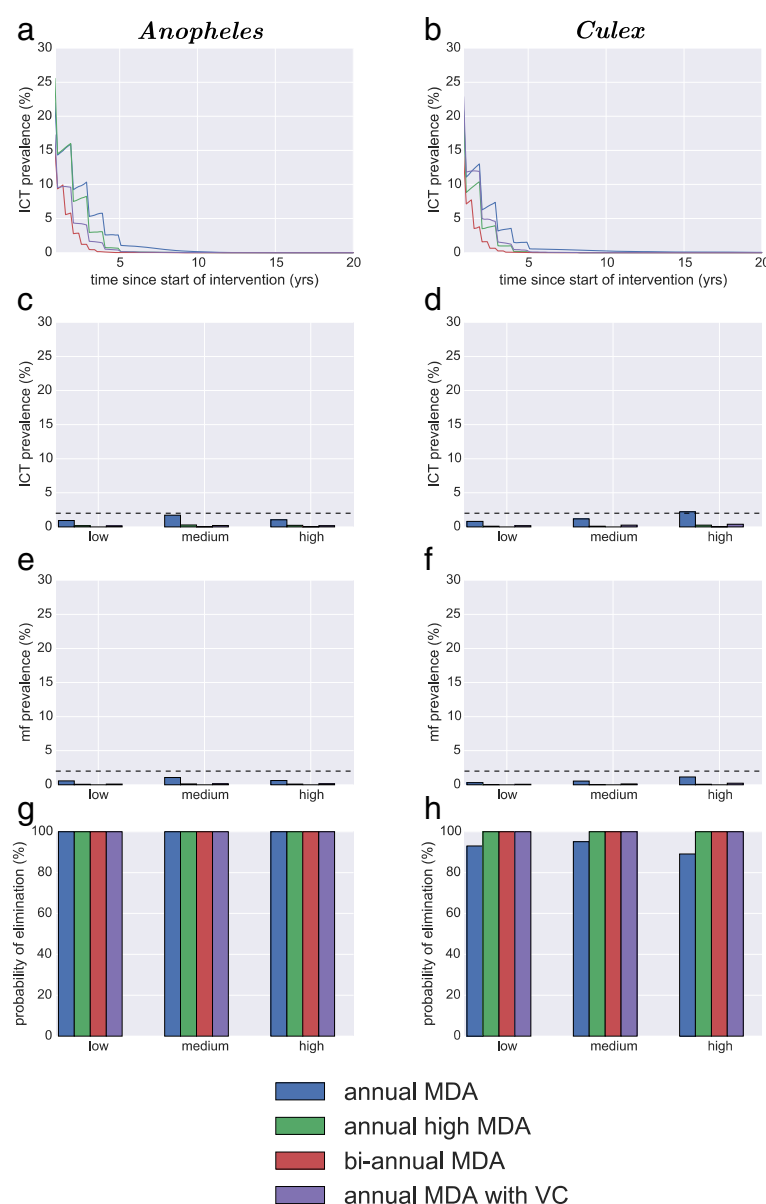 a Anopheles b Culex
30 30
25 25
20 20
15 15
10 10
5 5
0 0
ICT prevalence (%) ICT prevalence (%)
5 10 15 20 5 10 15 20
time since start of intervention (yrs) time since start of intervention (yrs)
c d
30 30
25 25
20 20
15 15
10 10
5 5
0 0
ICT prevalence (%) ICT prevalence (%)
low medium high low medium high
e f
30 30
25 25
20 20
15 15
10 10
5 5
0 0
mf prevalence (%) mf prevalence (%)
low medium high low medium high
g h
100 100
80 80
60 60
40 40
20 20
0 0
probability of elimination (%) probability of elimination (%)
low medium high low medium high
annual MDA
annual high MDA
bi-annual MDA
annual MDA with VC